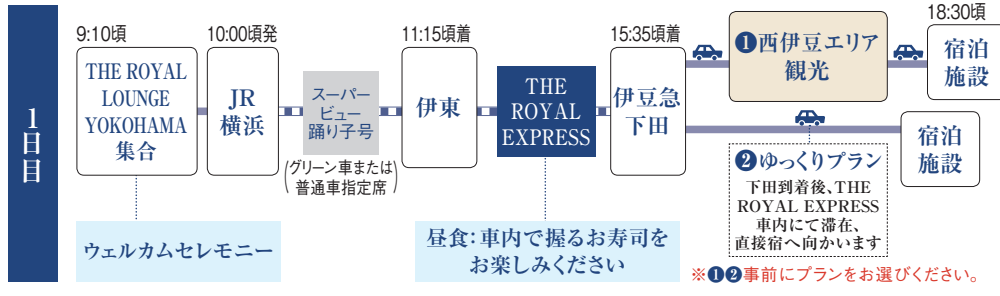 1日目
9:10頃
THE ROYAL
LOUNGE
YOKOHAMA
集合
ウェルカムセレモニー
10:00頃発
JR
横浜
スーパー
ビュー
踊り子号
(グリーン車または
普通車指定席)
11:15頃着
伊東
THE
ROYAL
EXPRESS
昼食：車内で握るお寿司を
お楽しみください
15:35頃着
伊豆急
下田
❶西伊豆エリア
観光
18:30頃
宿泊
施設
❷ゆっくりプラン
下田到着後、THE
ROYAL EXPRESS
車内にて滞在、
直接宿へ向かいます
宿泊
施設
※❶❷事前にプランをお選びください。